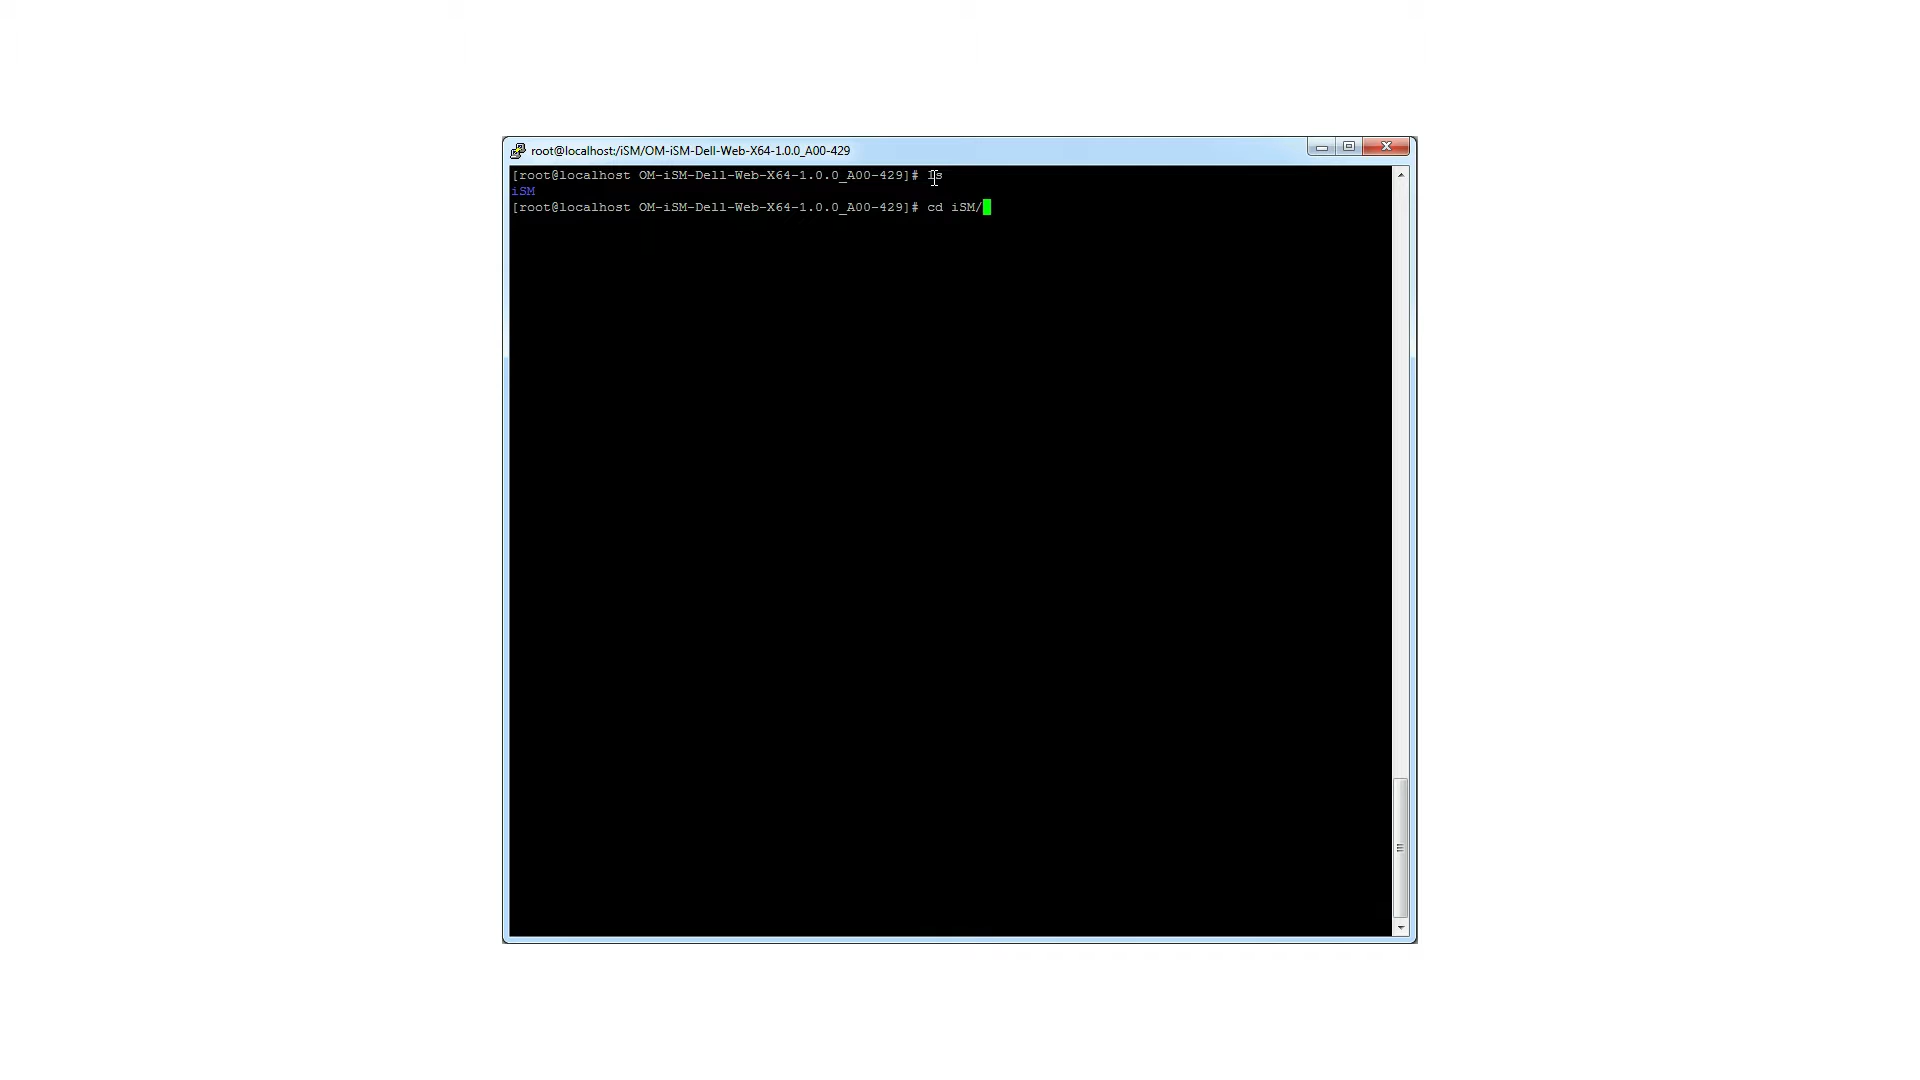 root@localhost:/iSM/OM-iSM-Dell-Web-X64-1.0.0_A00-429
[root@localhost OM-iSM-Dell-Web-X64-1.0.0_A00-429]# ls
iSM
[root@localhost OM-iSM-Dell-Web-X64-1.0.0_A00-429]# cd iSM/